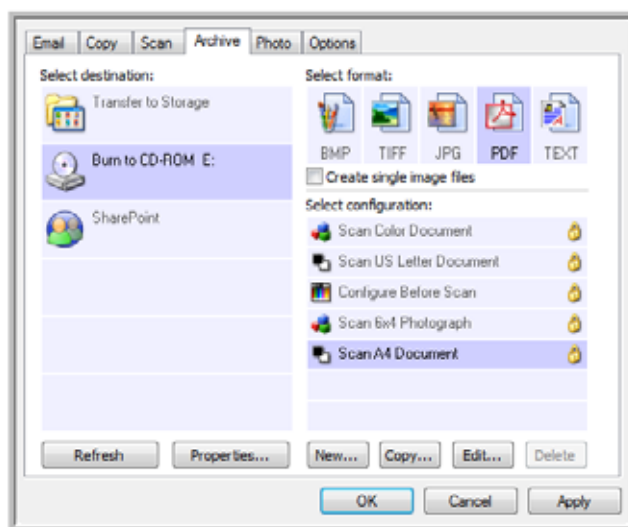 Email Copy Scan Archive Photo Options
Select destination:
Transfer to Storage
Burn to CD-ROM E:
SharePoint
Select format:
BMP TIFF JPG PDF TEXT
Create single image files
Select configuration:
Scan Color Document
Scan US Letter Document
Configure Before Scan
Scan 6x4 Photograph
Scan A4 Document
Refresh Properties... New... Copy... Edit... Delete
OK Cancel Apply